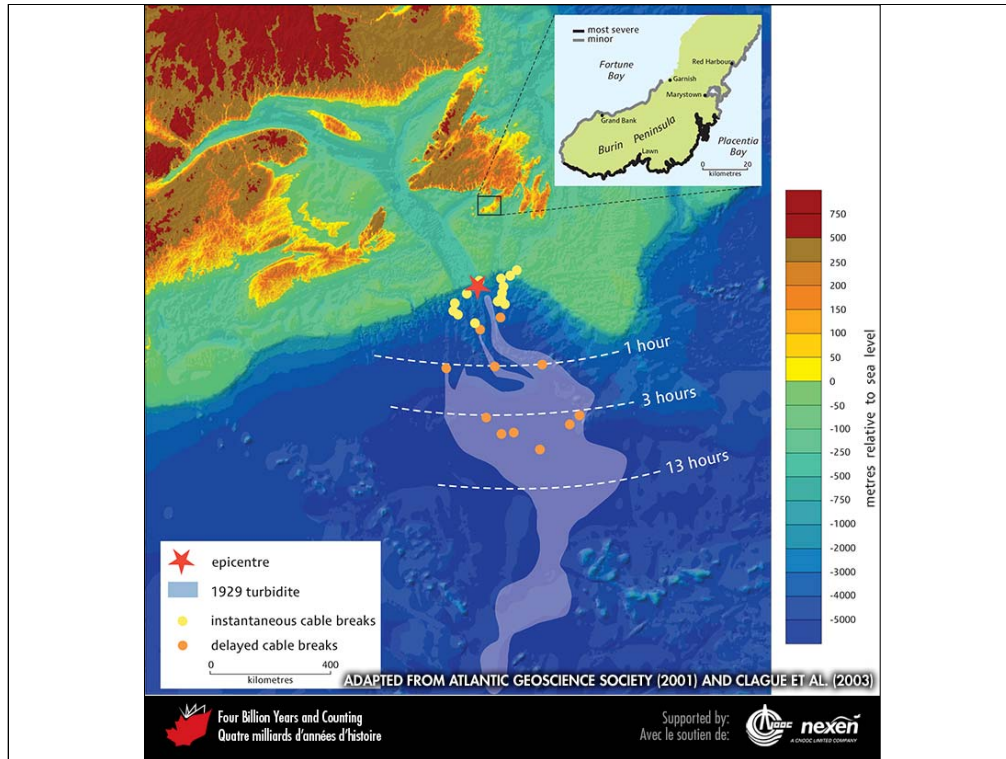 most severe
minor
Fortune
Bay
Red Harbour
Garnish
Marystown
Grand Bank
Burin Peninsula
Lawn
Placentia
Bay
0 20
kilometres
750
500
250
200
150
100
50
0
-50
-100
-250
-500
-750
-1000
-2000
-3000
-4000
-5000
metres relative to sea level
1 hour
3 hours
13 hours
epicentre
1929 turbidite
instantaneous cable breaks
delayed cable breaks
0 400
kilometres
ADAPTED FROM ATLANTIC GEOSCIENCE SOCIETY (2001) AND CLAGUE ET AL. (2003)
Four Billion Years and Counting
Quatre milliards d'années d'histoire
Supported by:
Avec le soutien de:
CNOOC
nexen
A CNOOC LIMITED COMPANY